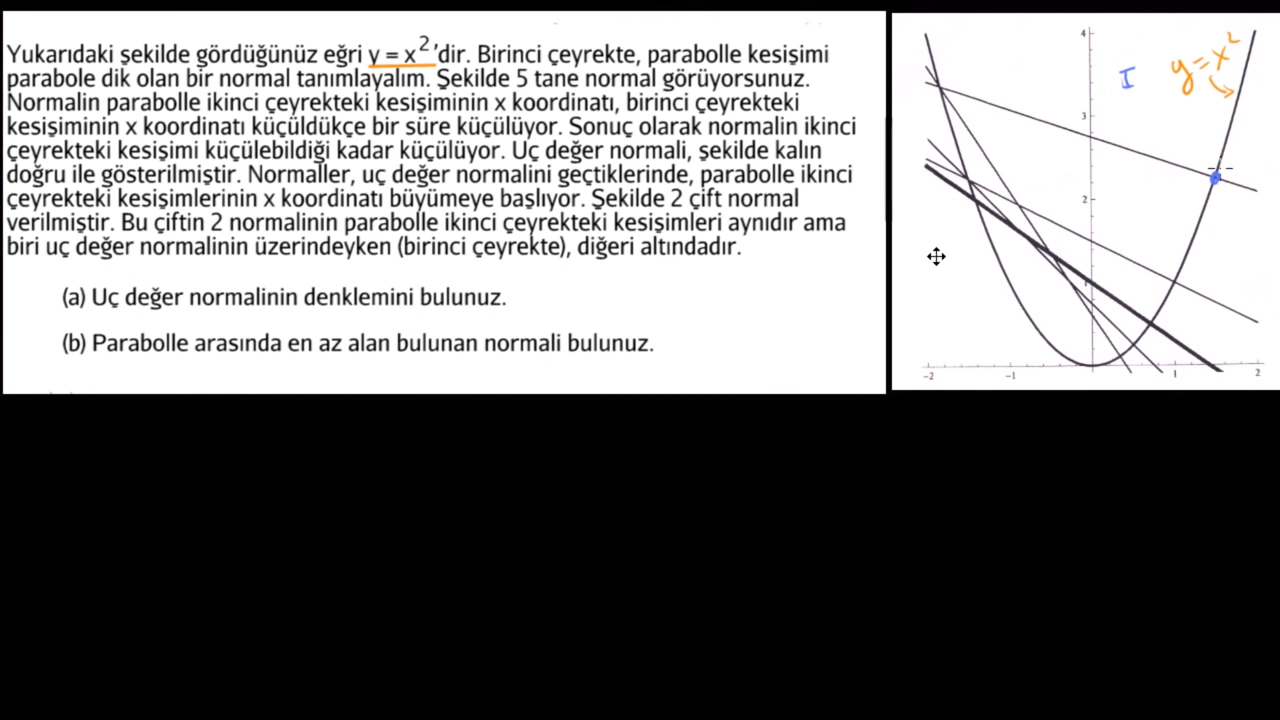 Yukarıdaki şekilde gördüğünüz eğri y = x²'dir. Birinci çeyrekte, parabolle kesişimi
parabole dik olan bir normal tanımlayalım. Şekilde 5 tane normal görüyorsunuz.
Normalin parabolle ikinci çeyrekteki kesişiminin x koordinatı, birinci çeyrekteki
kesişiminin x koordinatı küçüldükçe bir süre küçülüyor. Sonuç olarak normalin ikinci
çeyrekteki kesişimi küçülebildiği kadar küçülüyor. Uç değer normali, şekilde kalın
doğru ile gösterilmiştir. Normaller, uç değer normalini geçtiklerinde, parabolle ikinci
çeyrekteki kesişimlerinin x koordinatı büyümeye başlıyor. Şekilde 2 çift normal
verilmiştir. Bu çiftin 2 normalinin parabolle ikinci çeyrekteki kesişimleri aynıdır ama
biri uç değer normalinin üzerindeyken (birinci çeyrekte), diğeri altındadır.
(a) Uç değer normalinin denklemini bulunuz.
(b) Parabolle arasında en az alan bulunan normali bulunuz.
4
I y = x²
3
2
1
-2 -1 1 2